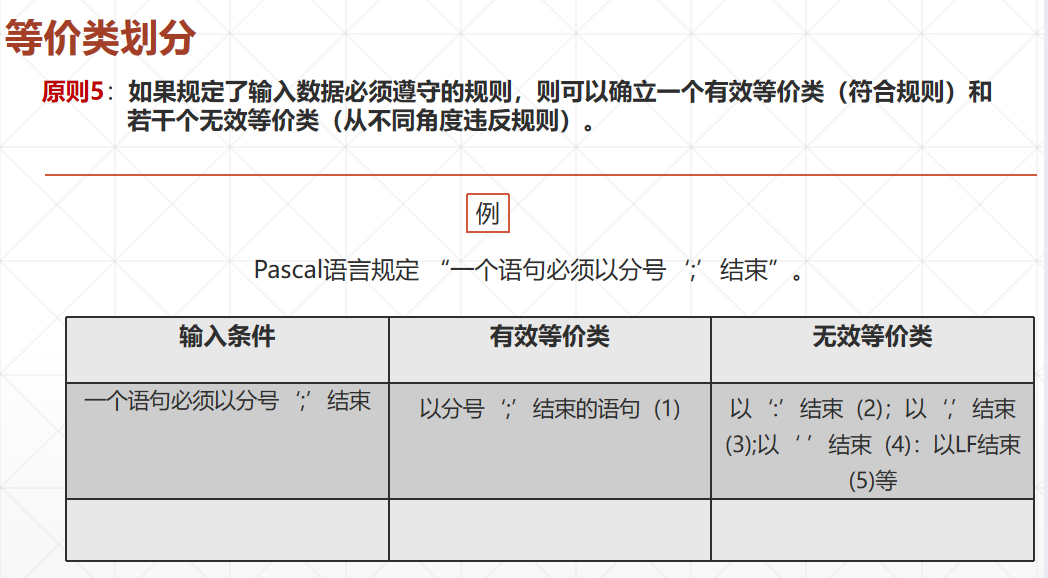 等价类划分
原则5：如果规定了输入数据必须遵守的规则，则可以确立一个有效等价类（符合规则）和
若干个无效等价类（从不同角度违反规则）。
例
Pascal语言规定 “一个语句必须以分号‘;’结束”。
输入条件 有效等价类 无效等价类
一个语句必须以分号‘;’结束
以分号‘;’结束的语句（1)
以‘:’结束（2)；以‘,’结束
(3);以‘ ’结束（4)：以LF结束
(5)等